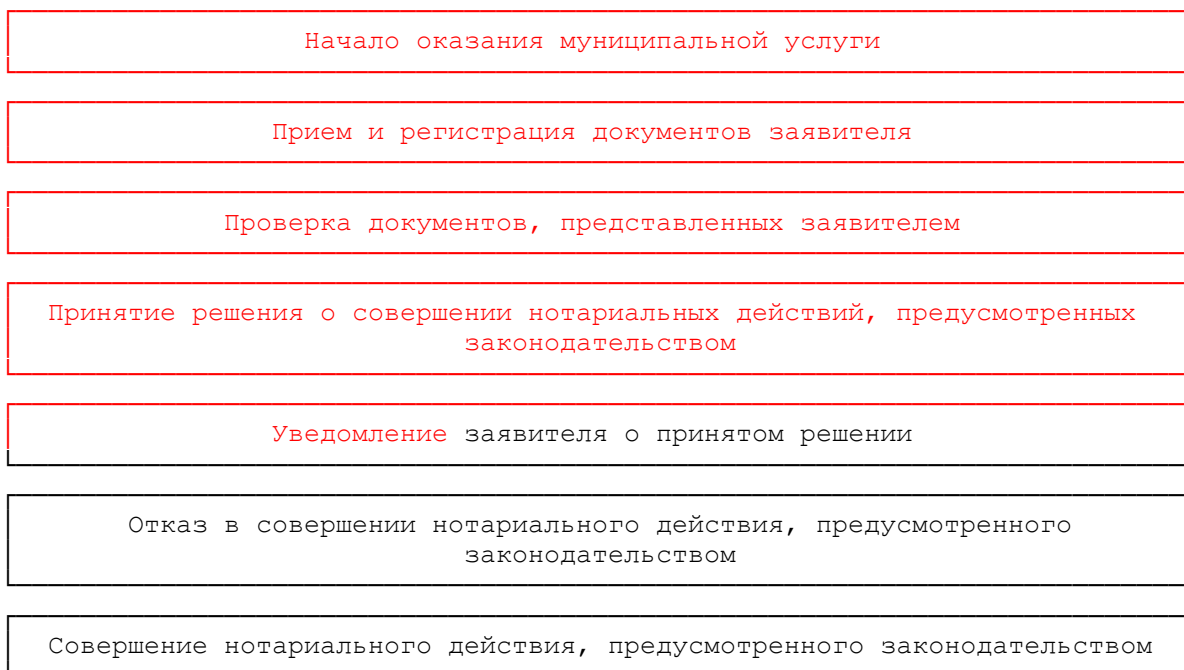 Начало оказания муниципальной услуги
Прием и регистрация документов заявителя
Проверка документов, представленных заявителем
Принятие решения о совершении нотариальных действий, предусмотренных
законодательством
Уведомление заявителя о принятом решении
Отказ в совершении нотариального действия, предусмотренного
законодательством
Совершение нотариального действия, предусмотренного законодательством